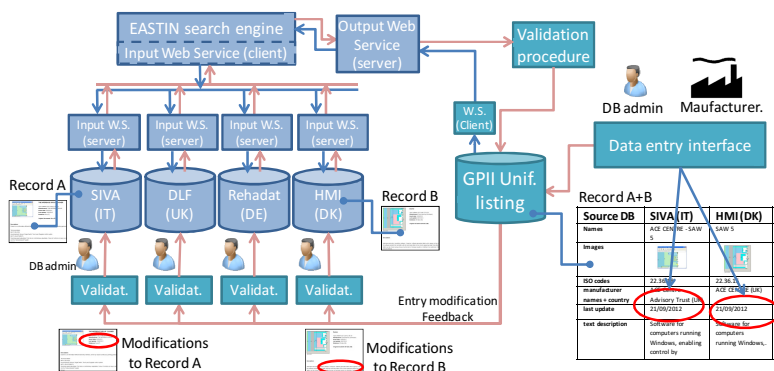 EASTIN search engine
Input Web Service (client)
Output Web
Service
(server)
Validation
procedure
DB admin
Maufacturer.
Input W.S.
(server)
Input W.S.
(server)
Input W.S.
(server)
Input W.S.
(server)
W.S.
(Client)
Data entry interface
Record A
SIVA
(IT)
DLF
(UK)
Rehadat
(DE)
HMI
(DK)
Record B
GPII Unif.
listing
Record A+B
Source DB SIVA (IT) HMI (DK)
Names ACE CENTRE - SAW 5 SAW 5
Images
ISO codes 22.36. 22.36.1
manufacturer
names + country
Advisory Trust (UK
ACE CENTRE (UK)
last update 21/09/2012 21/09/2012
text description
Software for
computers running
Windows, enabling
control by
Software for
computers
running Windows,.
DB admin
Validat.
Validat.
Validat.
Validat.
Entry modification
Feedback
Modifications
to Record A
Modifications
to Record B